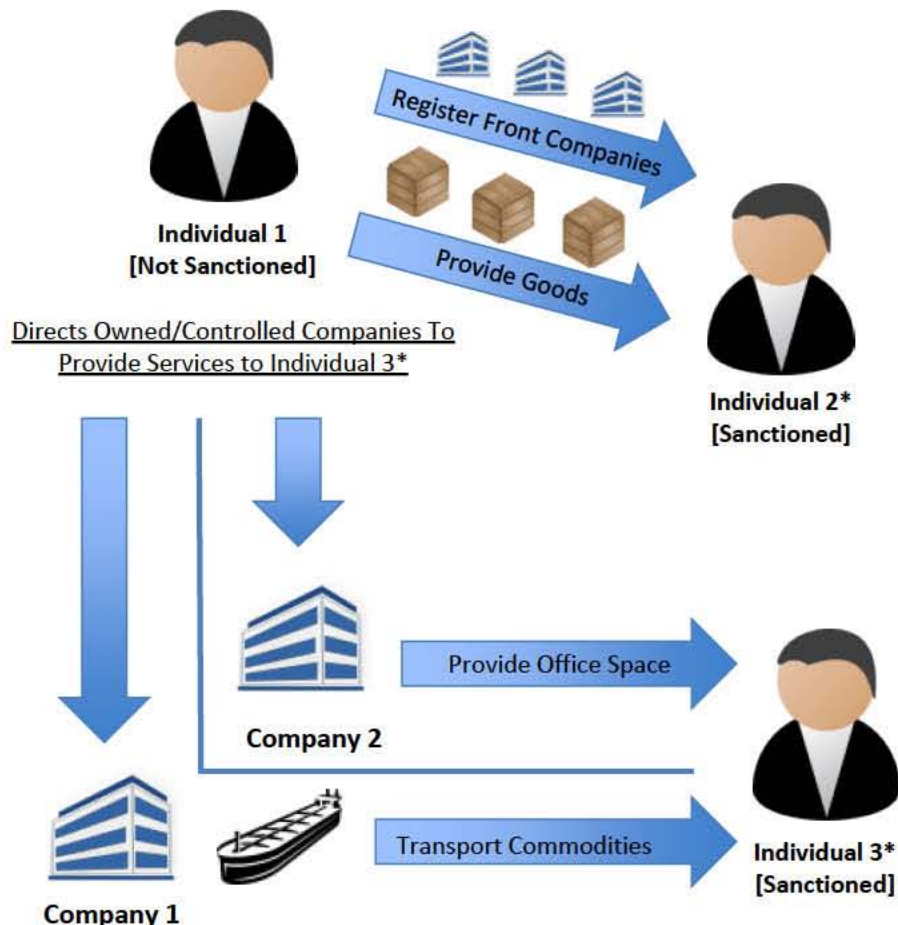 Register Front Companies
Provide Goods
Individual 1
[Not Sanctioned]
Individual 2*
[Sanctioned]
Directs Owned/Controlled Companies To
Provide Services to Individual 3*
Provide Office Space
Company 2
Transport Commodities
Individual 3*
[Sanctioned]
Company 1